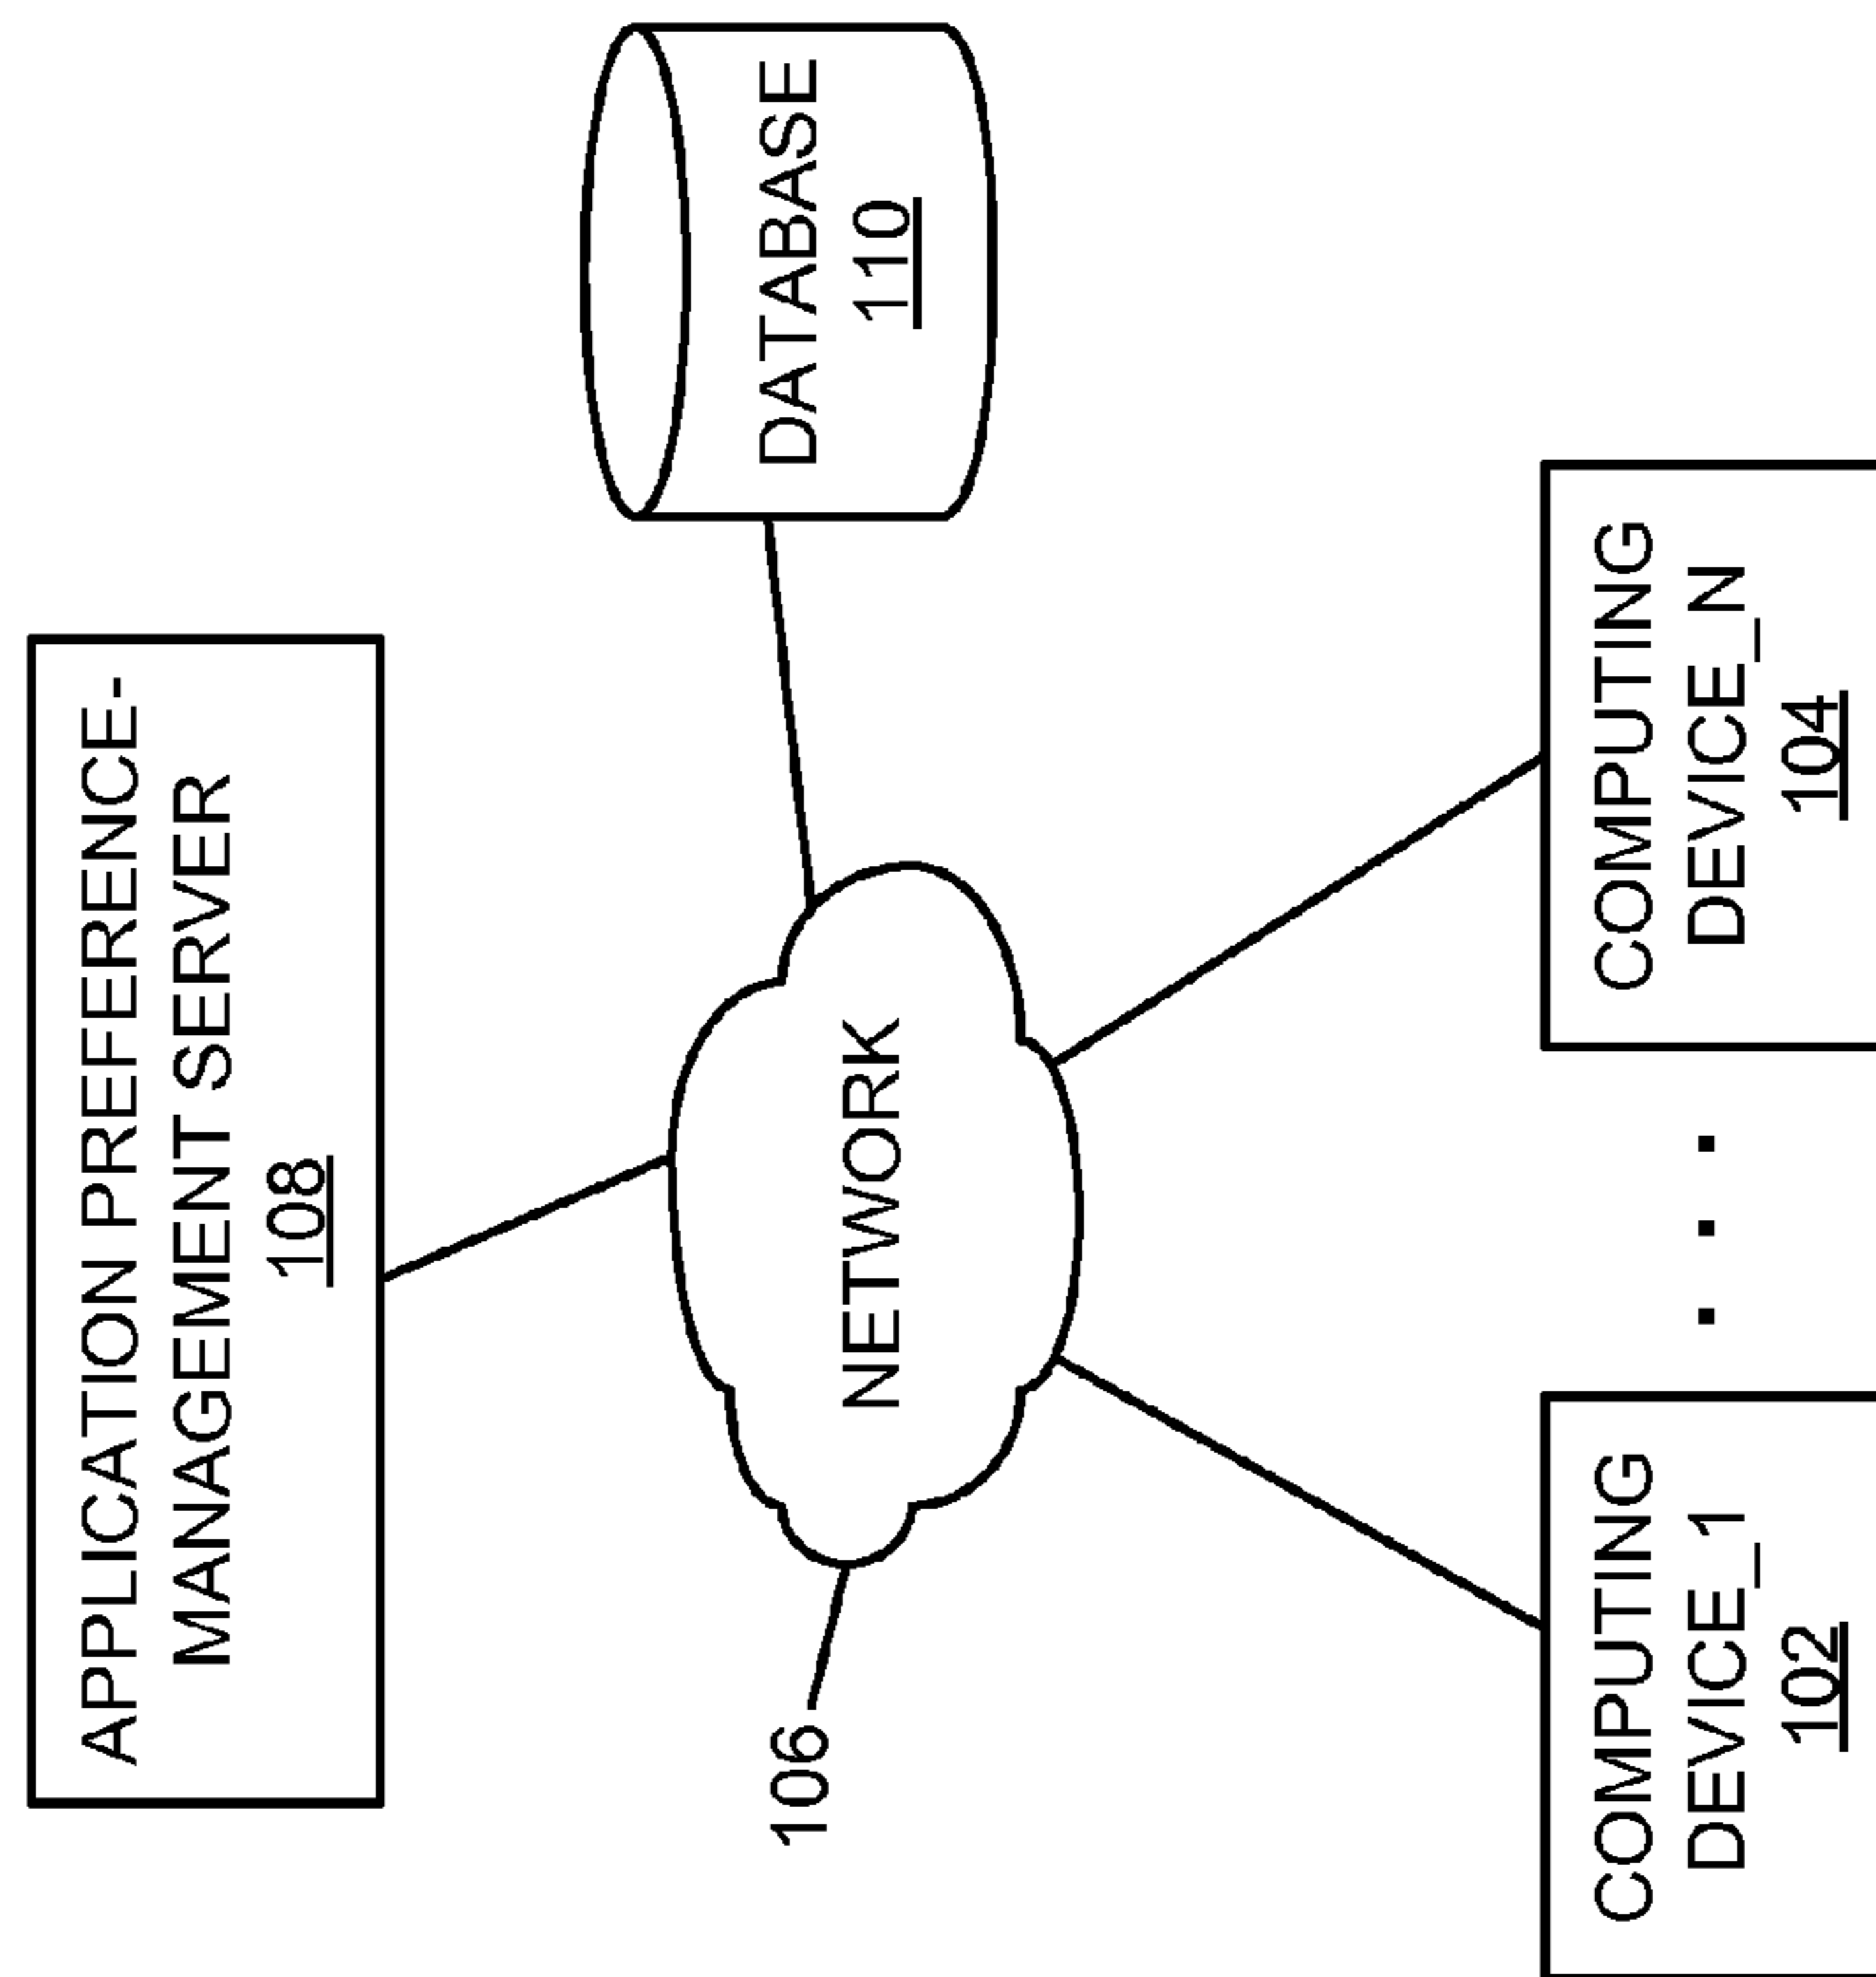 APPLICATION PREFERENCE-
MANAGEMENT SERVER
108
DATABASE
110
NETWORK
106
COMPUTING
DEVICE_1
102
COMPUTING
DEVICE_N
104